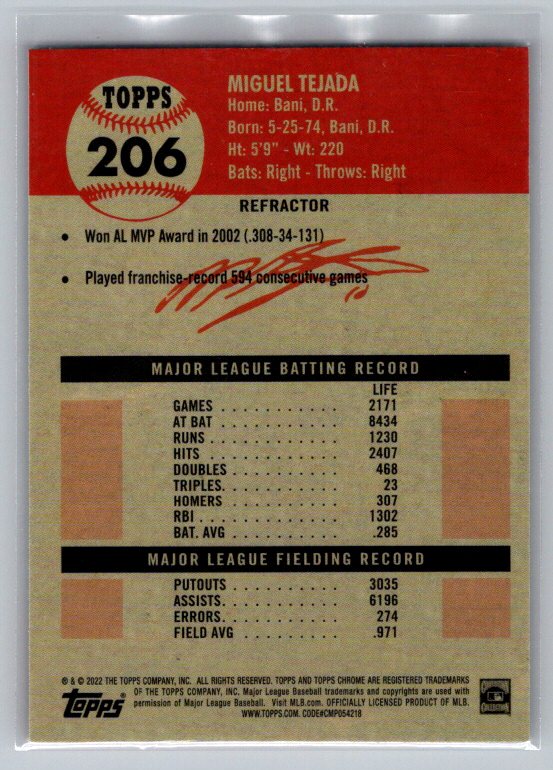 TOPPS
206
MIGUEL TEJADA
Home: Bani, D.R.
Born: 5-25-74, Bani, D.R.
Ht: 5'9" - Wt: 220
Bats: Right - Throws: Right
REFRACTOR
• Won AL MVP Award in 2002 (.308-34-131)
• Played franchise-record 594 consecutive games
MAJOR LEAGUE BATTING RECORD
LIFE
GAMES . . . . . . . . . . . 2171
AT BAT . . . . . . . . . . . 8434
RUNS . . . . . . . . . . . 1230
HITS . . . . . . . . . . . 2407
DOUBLES . . . . . . . . . . 468
TRIPLES. . . . . . . . . . . 23
HOMERS . . . . . . . . . . 307
RBI . . . . . . . . . . . . 1302
BAT. AVG . . . . . . . . . . .285
MAJOR LEAGUE FIELDING RECORD
PUTOUTS . . . . . . . . . . 3035
ASSISTS. . . . . . . . . . . 6196
ERRORS. . . . . . . . . . . 274
FIELD AVG . . . . . . . . . .971
® & © 2022 THE TOPPS COMPANY, INC. ALL RIGHTS RESERVED. TOPPS AND TOPPS CHROME ARE REGISTERED TRADEMARKS
OF THE TOPPS COMPANY, INC. Major League Baseball trademarks and copyrights are used with
permission of Major League Baseball. Visit MLB.com. OFFICIALLY LICENSED PRODUCT OF MLB.
WWW.TOPPS.COM. CODE#CMP054218
Topps